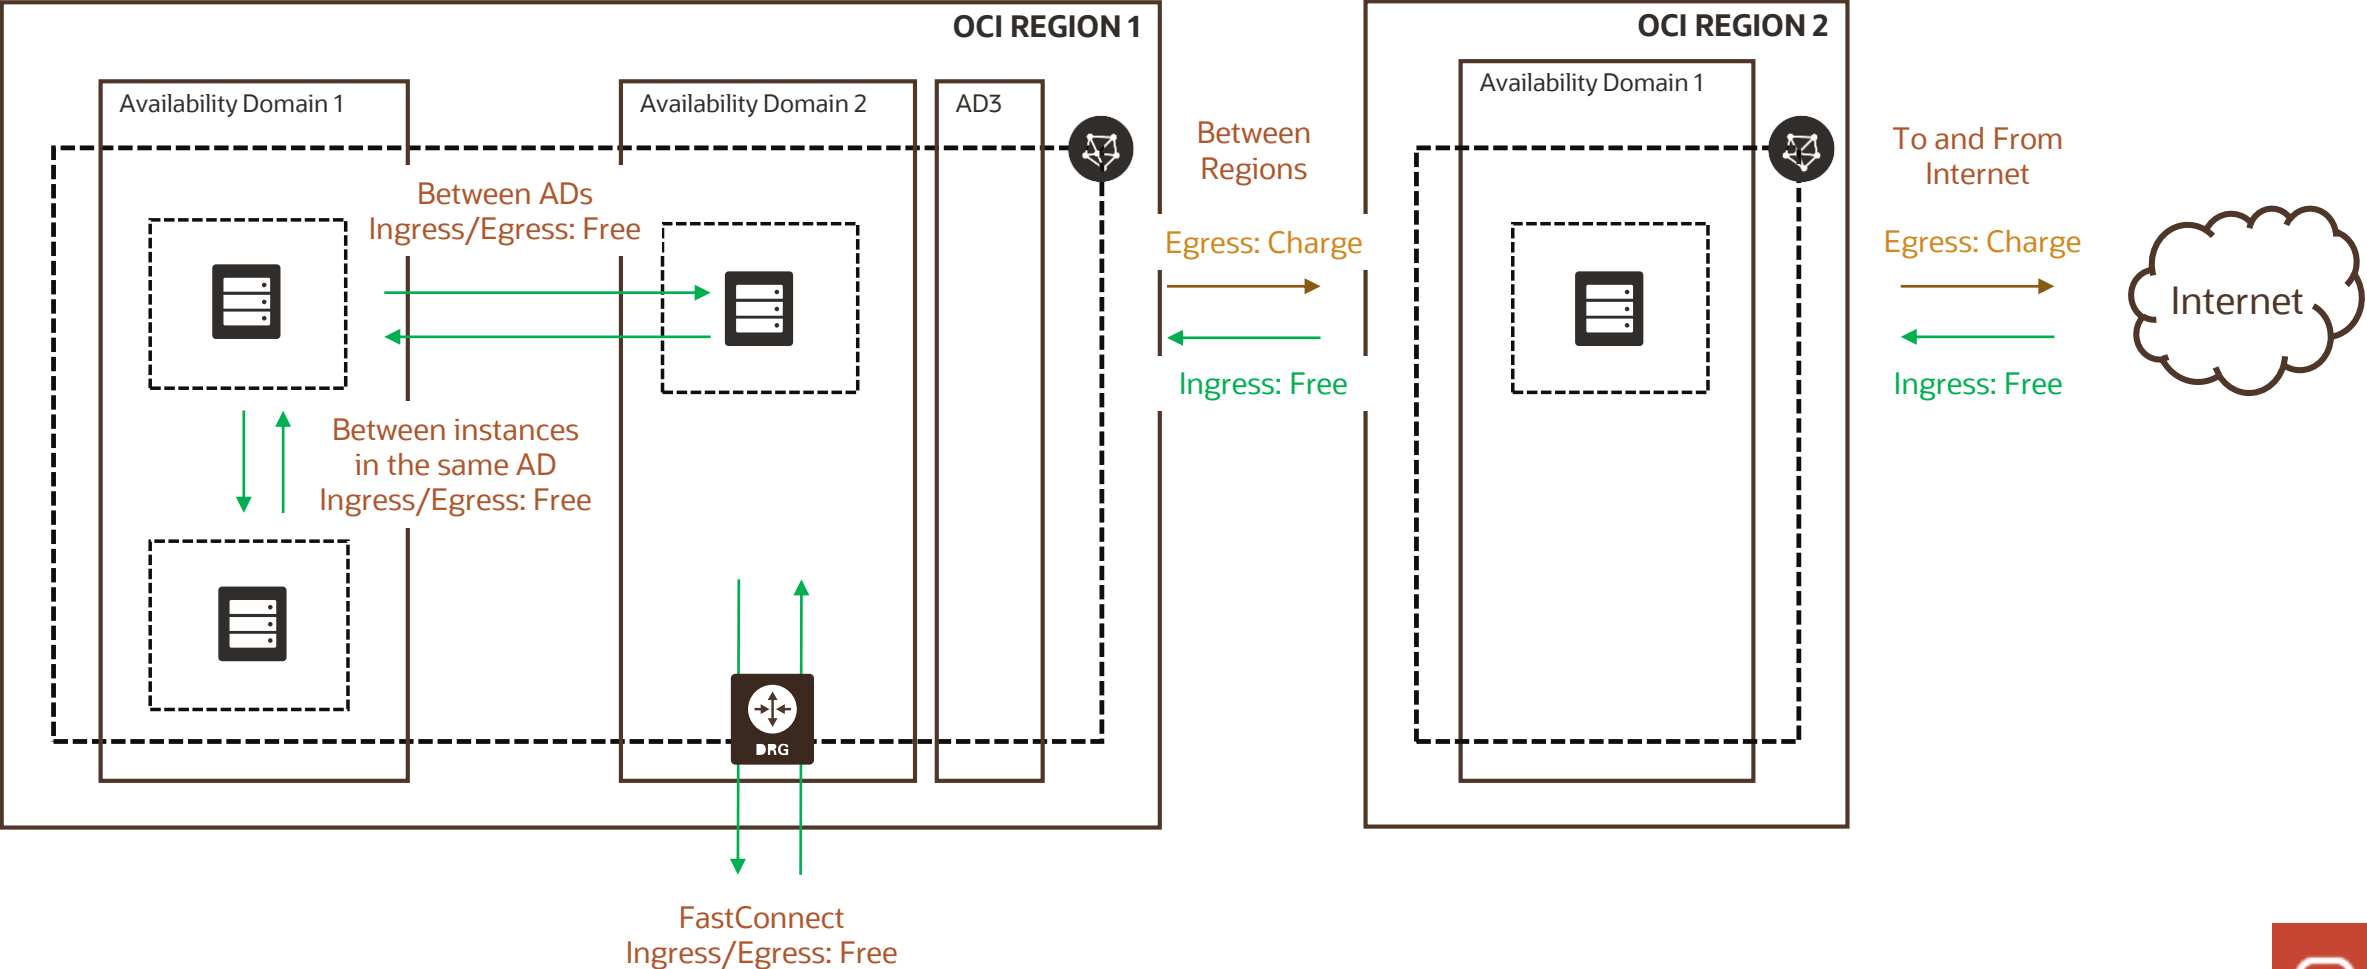 OCI REGION 1
OCI REGION 2
Availability Domain 1
Availability Domain 2
AD3
Availability Domain 1
Between ADs
Ingress/Egress: Free
Between
Regions
Egress: Charge
Ingress: Free
To and From
Internet
Egress: Charge
Ingress: Free
Internet
Between instances
in the same AD
Ingress/Egress: Free
DRG
FastConnect
Ingress/Egress: Free